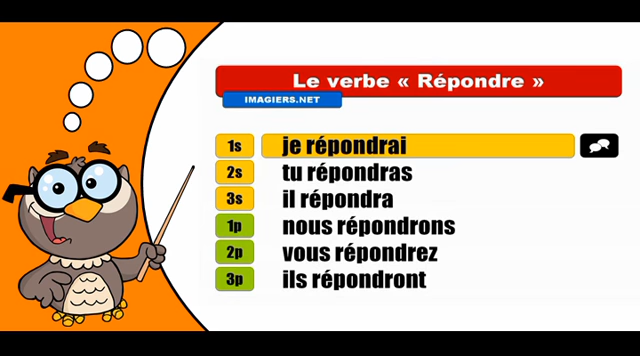 Le verbe « Répondre »
IMAGIERS.NET
1s je répondrai
2s tu répondras
3s il répondra
1p nous répondrons
2p vous répondrez
3p ils répondront